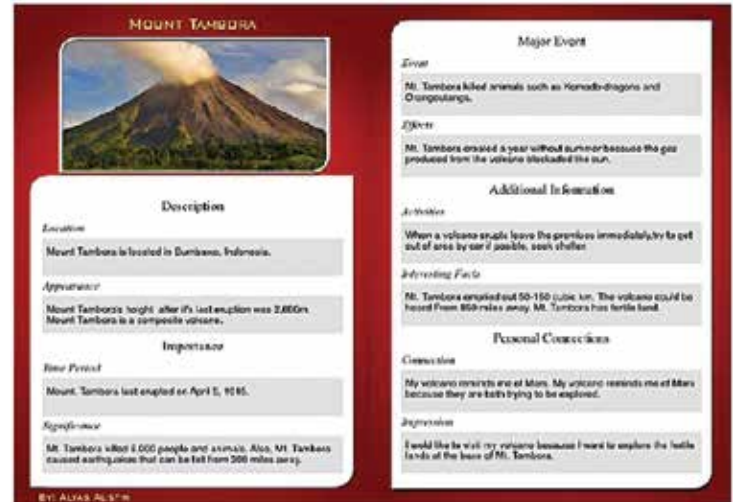 MOUNT TAMBORA
Description
Location
Mount Tambora is located in Sumbawa, Indonesia.
Appearance
Mount Tambora's height after it's last eruption was
Mount Tambora is a composite volcano.
Importance
Time Period
Mount. Tambora last erupted on April 5,
Significance
Mt. Tambora killed people and animals. Also, Mt. Tambora
caused earthquakes that can be felt from 300 miles away.
BY: ALYAS AUSTIN
Major Event
Event
Mt. Tambora killed animals such as Komodo dragons and
Orangoutangs.
Effects
Mt. Tambora created a year without summer because the gas
produced from the volcano blockaded the sun.
Additional Information
Activities
When a volcano erupts leave the premises immediately,try to get
out of area by car if posible, seek shelter.
Interesting Facts
Mt. Tambora emptied out 50-150 cubic km. The volcano could be
heard From 850 miles away. Mt. Tambora has fertile land.
Personal Connections
Connection
My volcano reminds me of Mars. My volcano reminds me of Mars
because they are both trying to be explored.
Impression
I would like to visit my volcano because I want to explore the fertile
lands at the base of Mt. Tambora.